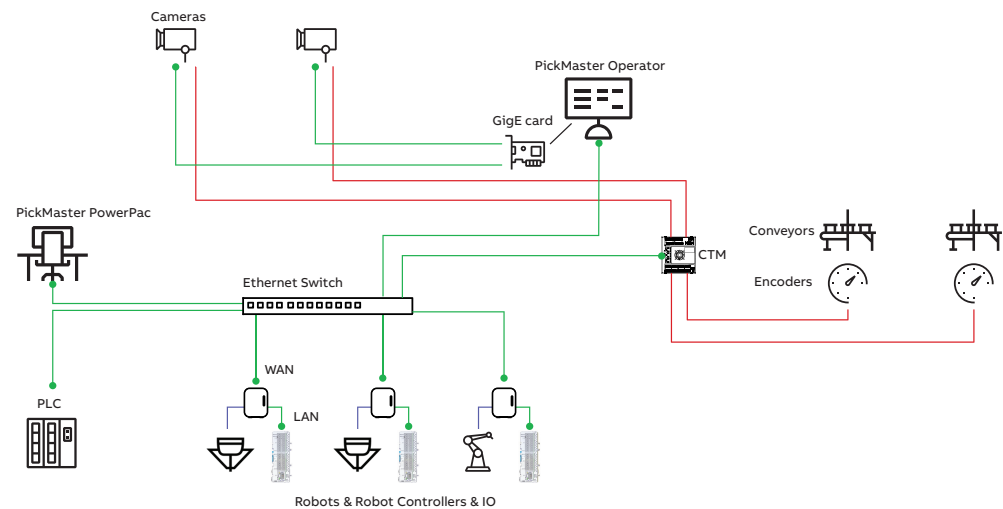 Cameras
PickMaster Operator
GigE card
PickMaster PowerPac
Conveyors
CTM
Encoders
Ethernet Switch
WAN
PLC
LAN
Robots & Robot Controllers & IO